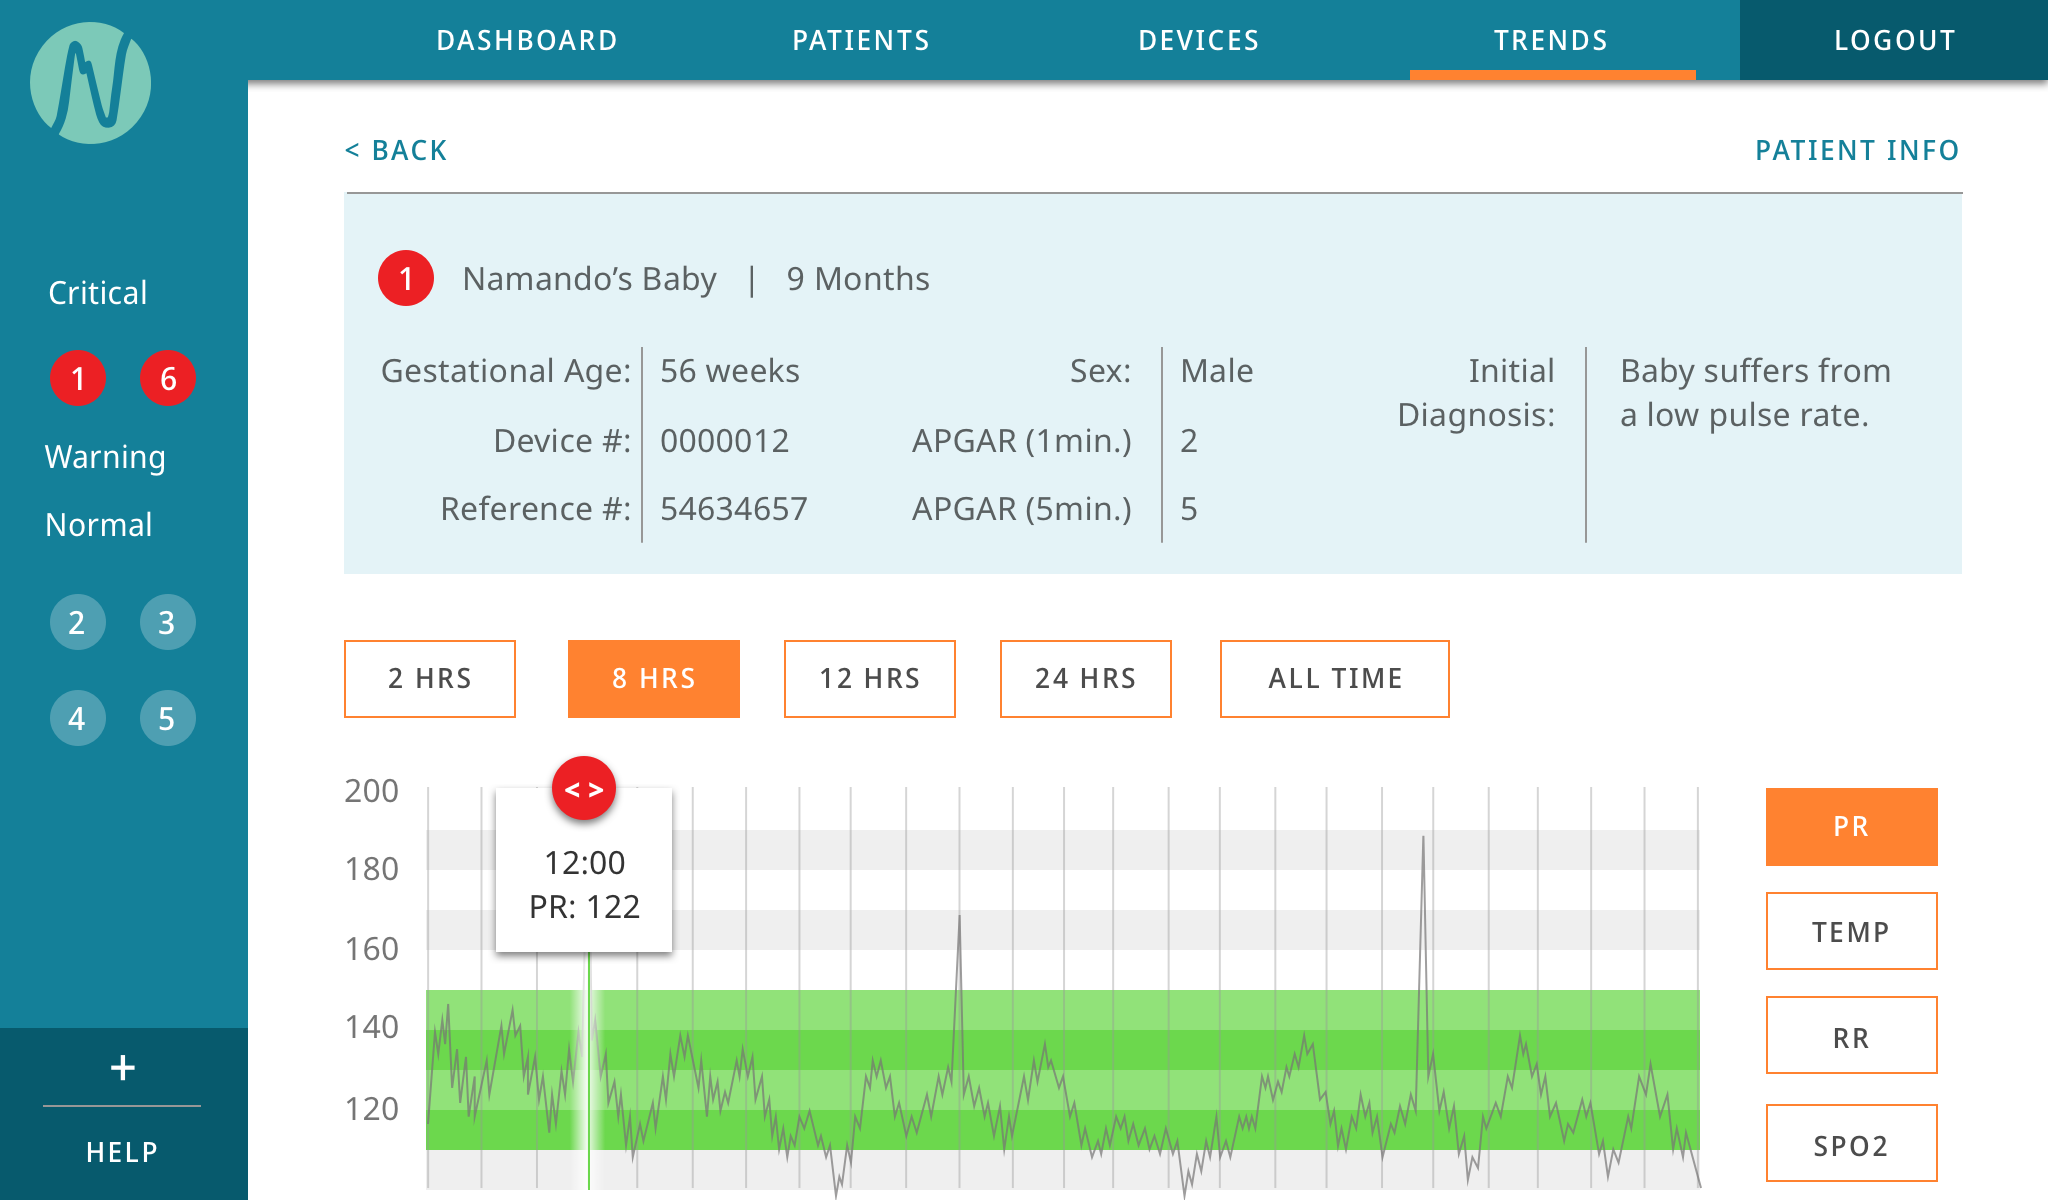 DASHBOARD PATIENTS DEVICES TRENDS LOGOUT
< BACK PATIENT INFO
Critical
1 6
Warning
Normal
2 3
4 5
+
HELP
1 Namando’s Baby | 9 Months
Gestational Age: 56 weeks
Device #: 0000012
Reference #: 54634657
Sex: Male
APGAR (1min.) 2
APGAR (5min.) 5
Initial Diagnosis:
Baby suffers from
a low pulse rate.
2 HRS 8 HRS 12 HRS 24 HRS ALL TIME
200
180
160
140
120
< >
12:00
PR: 122
PR
TEMP
RR
SPO2